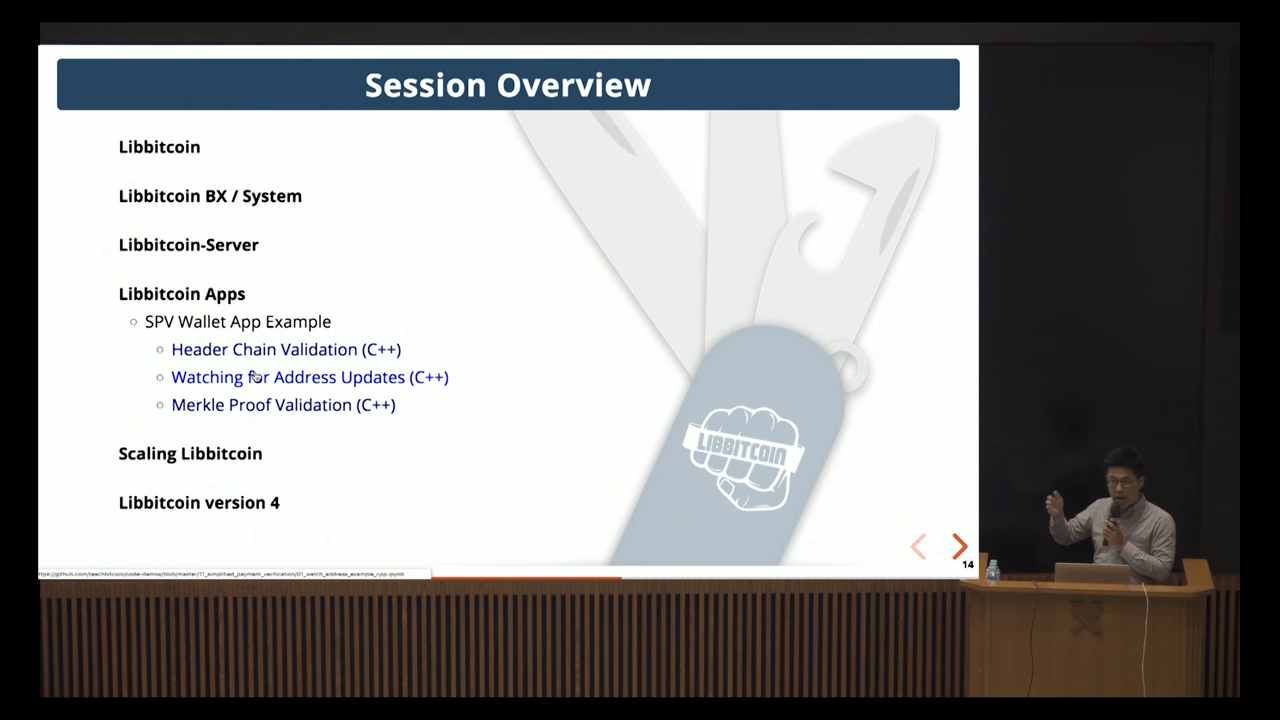 Session Overview
Libbitcoin
Libbitcoin BX / System
Libbitcoin-Server
Libbitcoin Apps
SPV Wallet App Example
Header Chain Validation (C++)
Watching for Address Updates (C++)
Merkle Proof Validation (C++)
Scaling Libbitcoin
Libbitcoin version 4
LIBBITCOIN
14